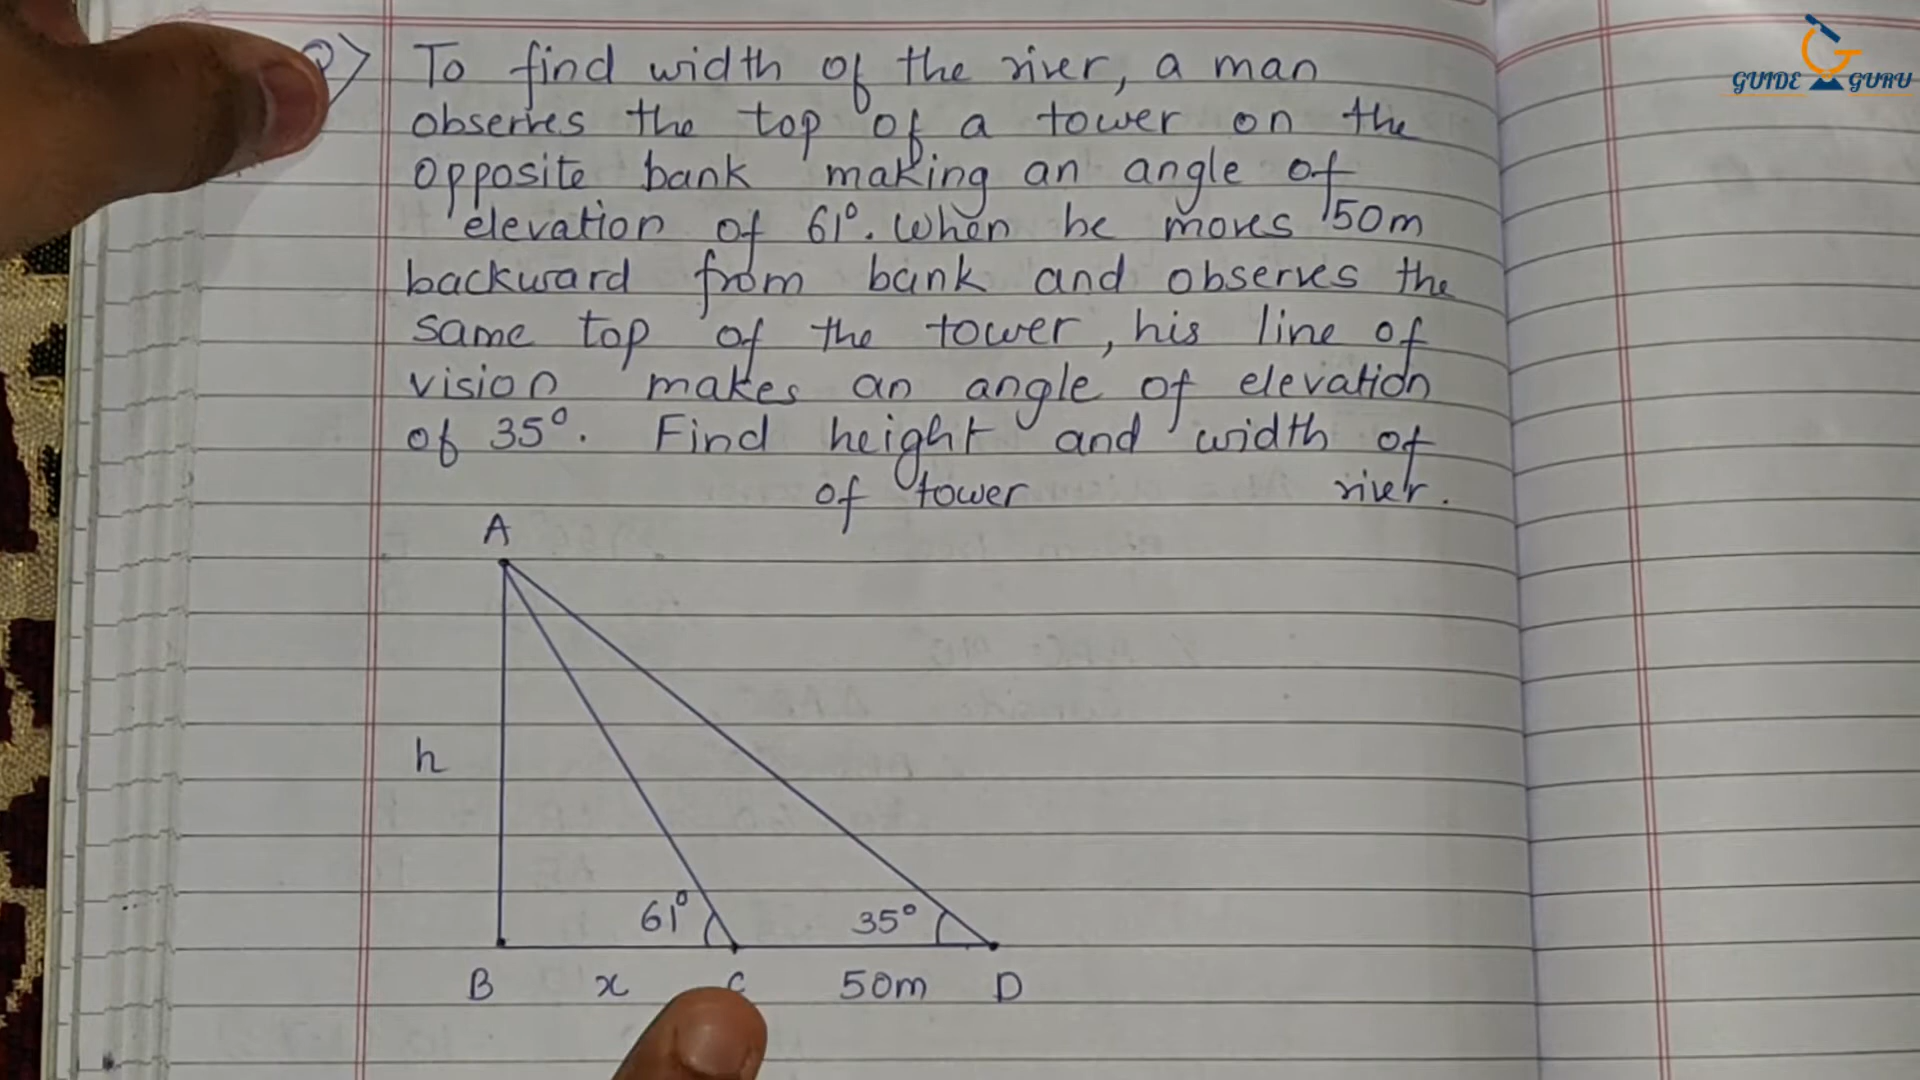 To find width of the river, a man
observes the top of a tower on the
opposite bank making an angle of
elevation of 61°. When he moves 50m
backward from bank and observes the
same top of the tower, his line of
vision makes an angle of elevation
of 35°. Find height and width of
of tower river.
A
h
61° 35°
B x C 50m D
GUIDE GURU